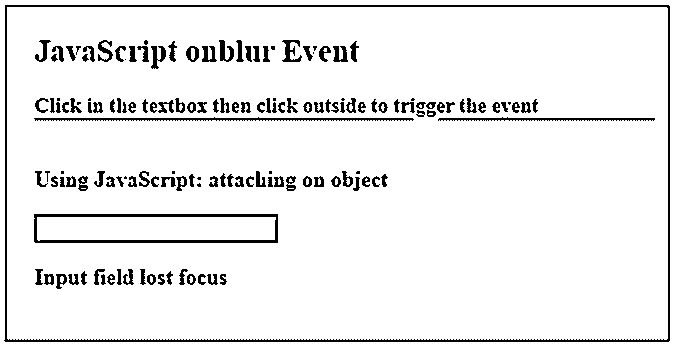 JavaScript onblur Event
Click in the textbox then click outside to trigger the event
Using JavaScript: attaching on object
Input field lost focus